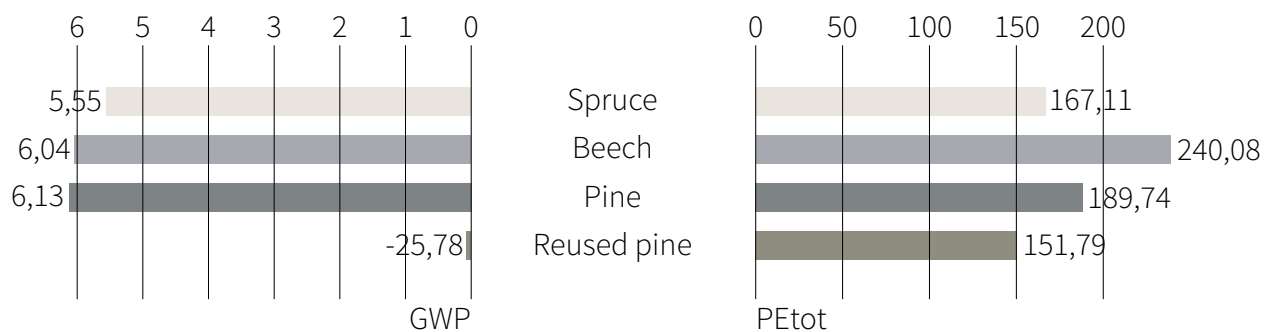 6 5 4 3 2 1 0 0 50 100 150 200
5,55 Spruce 167,11
6,04 Beech 240,08
6,13 Pine 189,74
-25,78 Reused pine 151,79
GWP PEtot